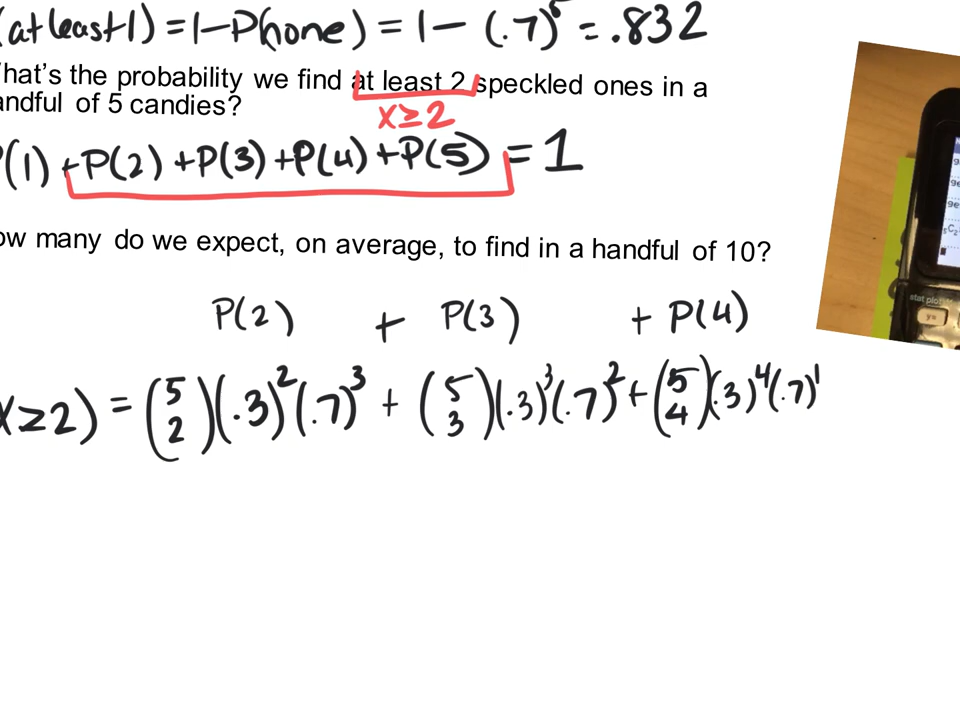 (at least 1) = 1 - P(none) = 1 - (.7)⁵ = .832
hat's the probability we find at least 2 speckled ones in a
ndful of 5 candies?
x ≥ 2
(1) + P(2) + P(3) + P(4) + P(5) = 1
ow many do we expect, on average, to find in a handful of 10?
P(2) + P(3) + P(4)
x ≥ 2) = (5 2)(.3)²(.7)³ + (5 3)(.3)³(.7)² + (5 4)(.3)⁴(.7)¹
stat plot
y=